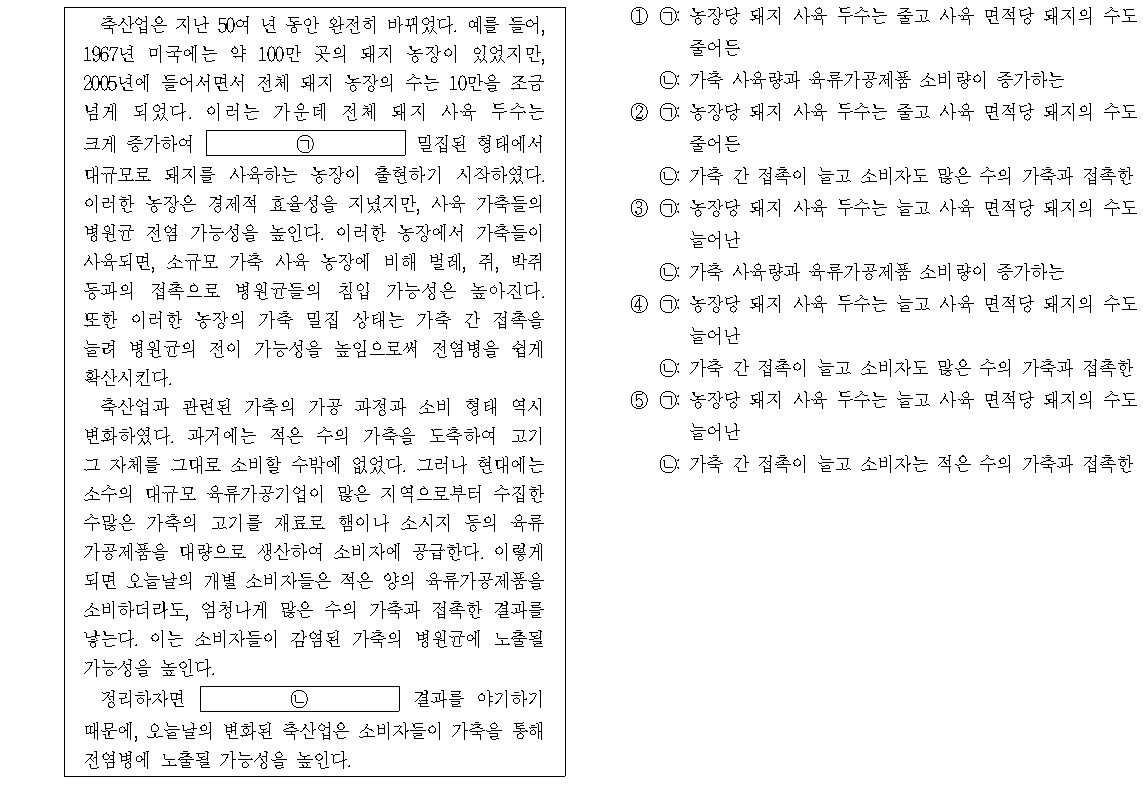 축산업은 지난 50여 년 동안 완전히 바뀌었다. 예를 들어,
1967년 미국에는 약 100만 곳의 돼지 농장이 있었지만,
2005년에 들어서면서 전체 돼지 농장의 수는 10만을 조금
넘게 되었다. 이러는 가운데 전체 돼지 사육 두수는
크게 증가하여 ㉠ 밀집된 형태에서
대규모로 돼지를 사육하는 농장이 출현하기 시작하였다.
이러한 농장은 경제적 효율성을 지녔지만, 사육 가축들의
병원균 전염 가능성을 높인다. 이러한 농장에서 가축들이
사육되면, 소규모 가축 사육 농장에 비해 벌레, 쥐, 박쥐
등과의 접촉으로 병원균들의 침입 가능성은 높아진다.
또한 이러한 농장의 가축 밀집 상태는 가축 간 접촉을
늘려 병원균의 전이 가능성을 높임으로써 전염병을 쉽게
확산시킨다.
축산업과 관련된 가축의 가공 과정과 소비 형태 역시
변화하였다. 과거에는 적은 수의 가축을 도축하여 고기
그 자체를 그대로 소비할 수밖에 없었다. 그러나 현대에는
소수의 대규모 육류가공기업이 많은 지역으로부터 수집한
수많은 가축의 고기를 재료로 햄이나 소시지 등의 육류
가공제품을 대량으로 생산하여 소비자에 공급한다. 이렇게
되면 오늘날의 개별 소비자들은 적은 양의 육류가공제품을
소비하더라도, 엄청나게 많은 수의 가축과 접촉한 결과를
낳는다. 이는 소비자들이 감염된 가축의 병원균에 노출될
가능성을 높인다.
정리하자면 ㉡ 결과를 야기하기
때문에, 오늘날의 변화된 축산업은 소비자들이 가축을 통해
전염병에 노출될 가능성을 높인다.
① ㉠: 농장당 돼지 사육 두수는 줄고 사육 면적당 돼지의 수도
줄어든
㉡: 가축 사육량과 육류가공제품 소비량이 증가하는
② ㉠: 농장당 돼지 사육 두수는 줄고 사육 면적당 돼지의 수도
줄어든
㉡: 가축 간 접촉이 늘고 소비자도 많은 수의 가축과 접촉한
③ ㉠: 농장당 돼지 사육 두수는 늘고 사육 면적당 돼지의 수도
늘어난
㉡: 가축 사육량과 육류가공제품 소비량이 증가하는
④ ㉠: 농장당 돼지 사육 두수는 늘고 사육 면적당 돼지의 수도
늘어난
㉡: 가축 간 접촉이 늘고 소비자도 많은 수의 가축과 접촉한
⑤ ㉠: 농장당 돼지 사육 두수는 늘고 사육 면적당 돼지의 수도
늘어난
㉡: 가축 간 접촉이 늘고 소비자는 적은 수의 가축과 접촉한